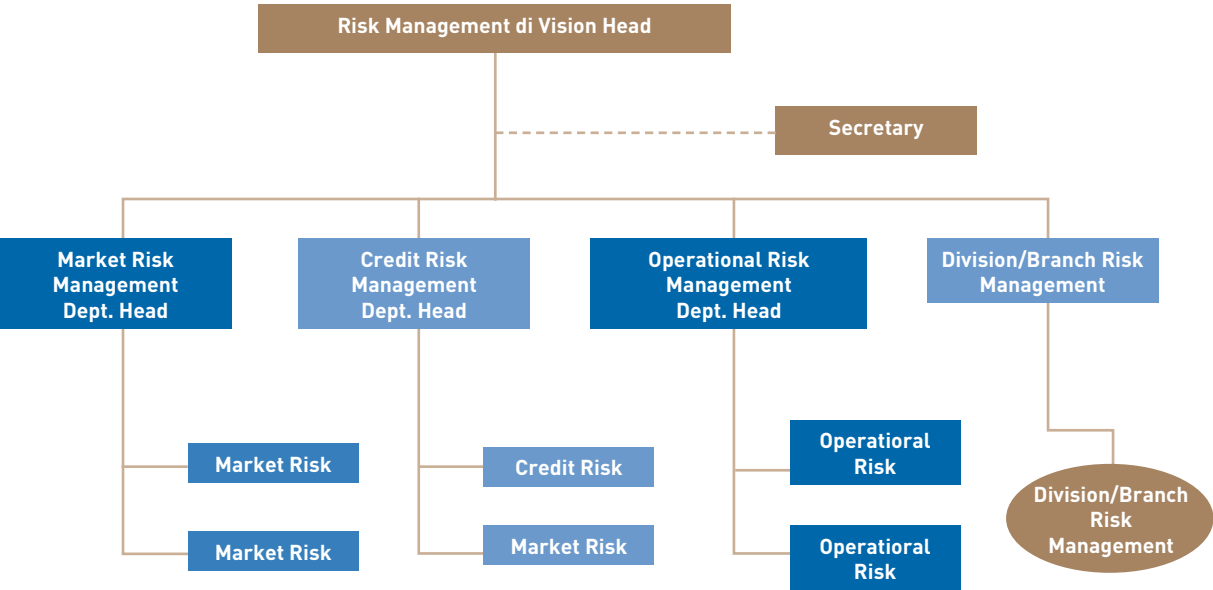 Risk Management di Vision Head
Secretary
Market Risk
Management
Dept. Head
Credit Risk
Management
Dept. Head
Operational Risk
Management
Dept. Head
Division/Branch Risk
Management
Market Risk
Market Risk
Credit Risk
Market Risk
Operatioral
Risk
Operatioral
Risk
Division/Branch
Risk
Management